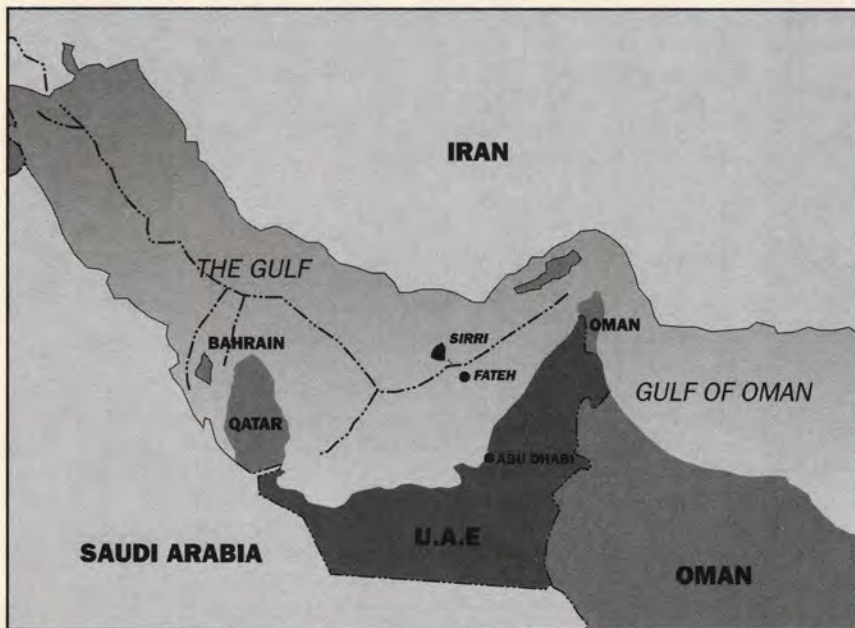 IRAN
THE GULF
SIRRI
OMAN
BAHRAIN
FATEH
GULF OF OMAN
QATAR
ABU DHABI
U.A.E
SAUDI ARABIA
OMAN